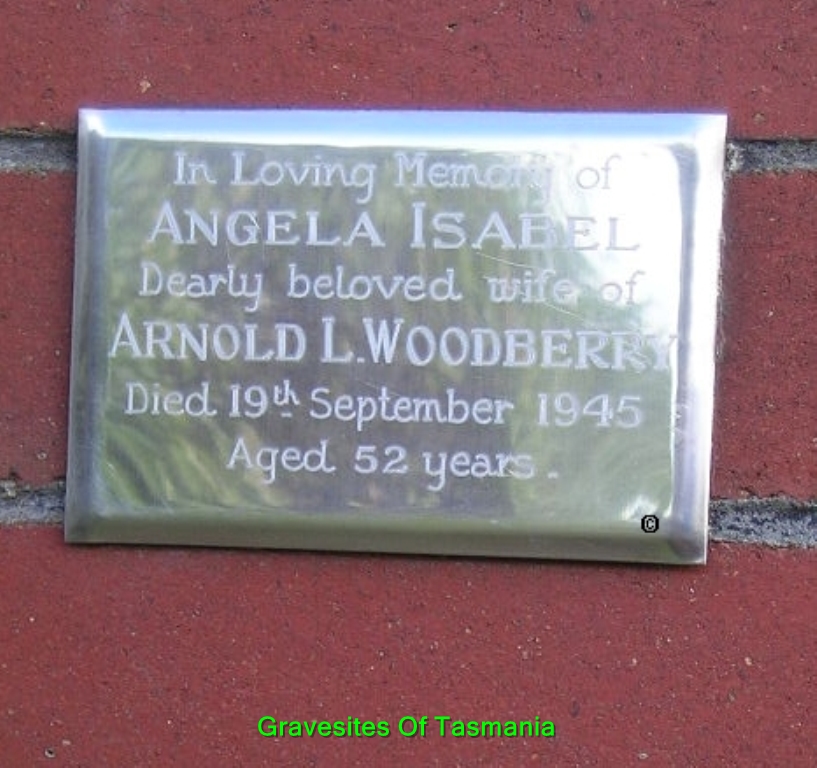 In Loving Memory of
ANGELA ISABEL
Dearly beloved wife of
ARNOLD L. WOODBERRY
Died 19th September 1945
Aged 52 years.
©
Gravesites Of Tasmania